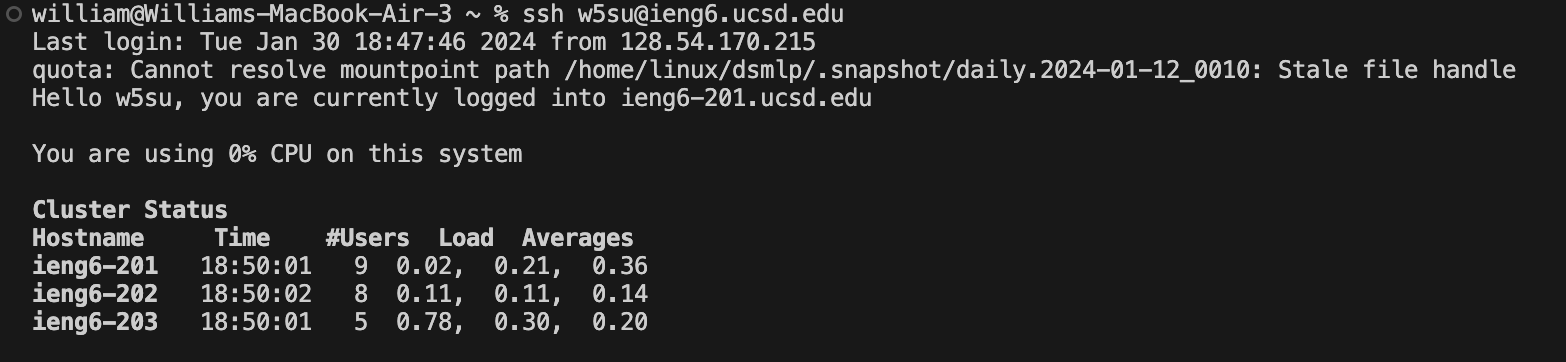 william@Williams-MacBook-Air-3 ~ % ssh w5su@ieng6.ucsd.edu
Last login: Tue Jan 30 18:47:46 2024 from 128.54.170.215
quota: Cannot resolve mountpoint path /home/linux/dsmlp/.snapshot/daily.2024-01-12_0010: Stale file handle
Hello w5su, you are currently logged into ieng6-201.ucsd.edu
You are using 0% CPU on this system
Cluster Status
Hostname     Time    #Users  Load  Averages
ieng6-201   18:50:01   9  0.02,  0.21,  0.36
ieng6-202   18:50:02   8  0.11,  0.11,  0.14
ieng6-203   18:50:01   5  0.78,  0.30,  0.20